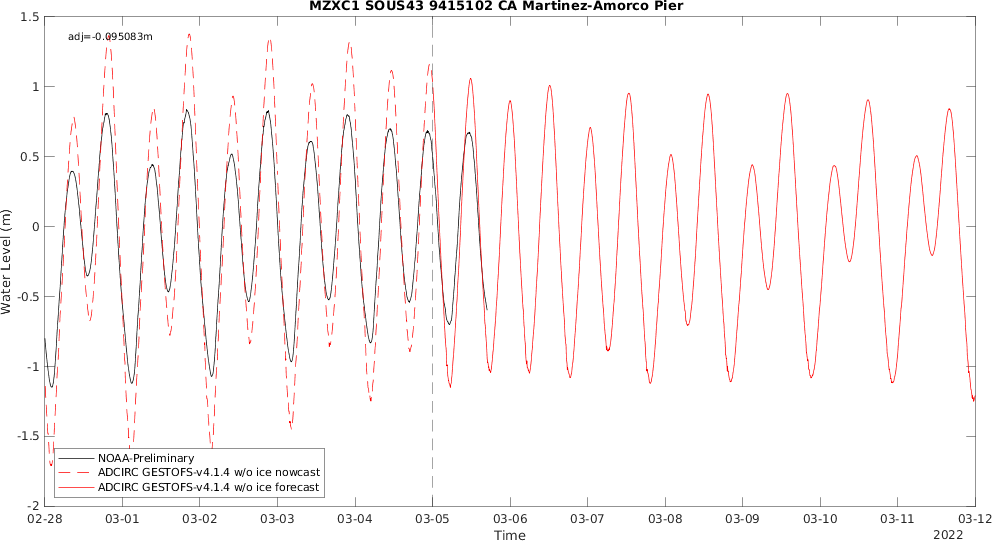 MZXC1 SOUS43 9415102 CA Martinez-Amorco Pier
adj=-0.095083m
1.5
1
0.5
0
-0.5
-1
-1.5
-2
Water Level (m)
NOAA-Preliminary
ADCIRC GESTOFS-v4.1.4 w/o ice nowcast
ADCIRC GESTOFS-v4.1.4 w/o ice forecast
02-28 03-01 03-02 03-03 03-04 03-05 03-06 03-07 03-08 03-09 03-10 03-11 03-12
Time
2022